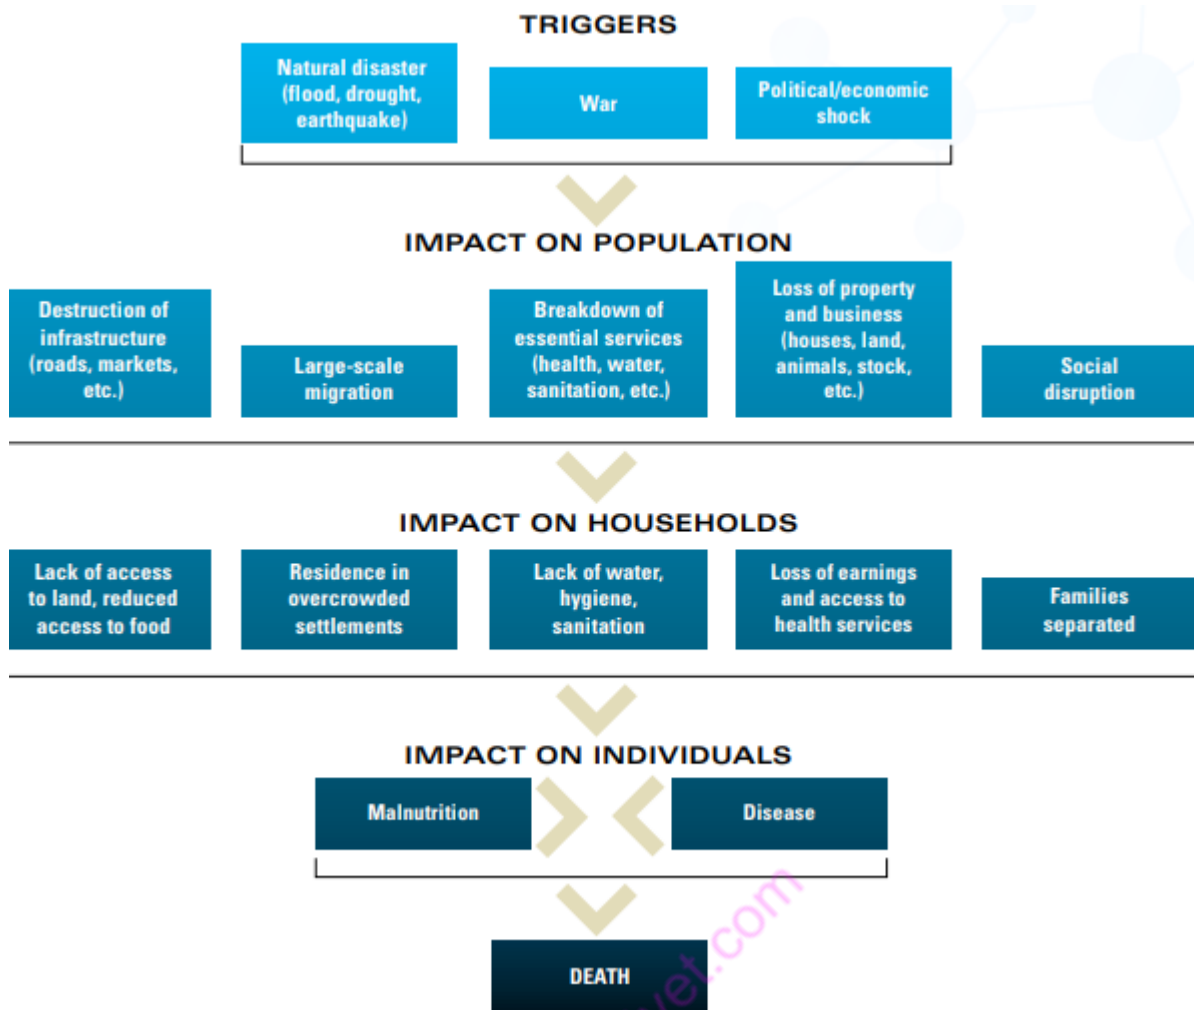 TRIGGERS
Natural disaster
(flood, drought,
earthquake)
War
Political/economic
shock
IMPACT ON POPULATION
Destruction of
infrastructure
(roads, markets,
etc.)
Large-scale
migration
Breakdown of
essential services
(health, water,
sanitation, etc.)
Loss of property
and business
(houses, land,
animals, stock,
etc.)
Social
disruption
IMPACT ON HOUSEHOLDS
Lack of access
to land, reduced
access to food
Residence in
overcrowded
settlements
Lack of water,
hygiene,
sanitation
Loss of earnings
and access to
health services
Families
separated
IMPACT ON INDIVIDUALS
Malnutrition
Disease
DEATH
vet.com